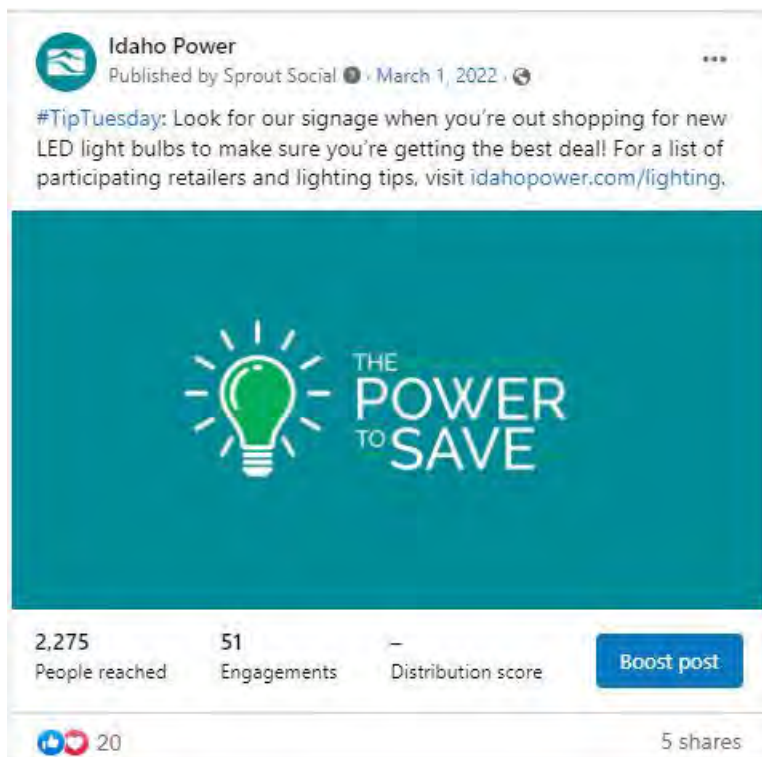 Idaho Power
Published by Sprout Social · March 1, 2022 ·
#TipTuesday: Look for our signage when you're out shopping for new
LED light bulbs to make sure you're getting the best deal! For a list of
participating retailers and lighting tips, visit idahopower.com/lighting.
THE
POWER
TO SAVE
2,275 51 –
People reached Engagements Distribution score Boost post
20 5 shares